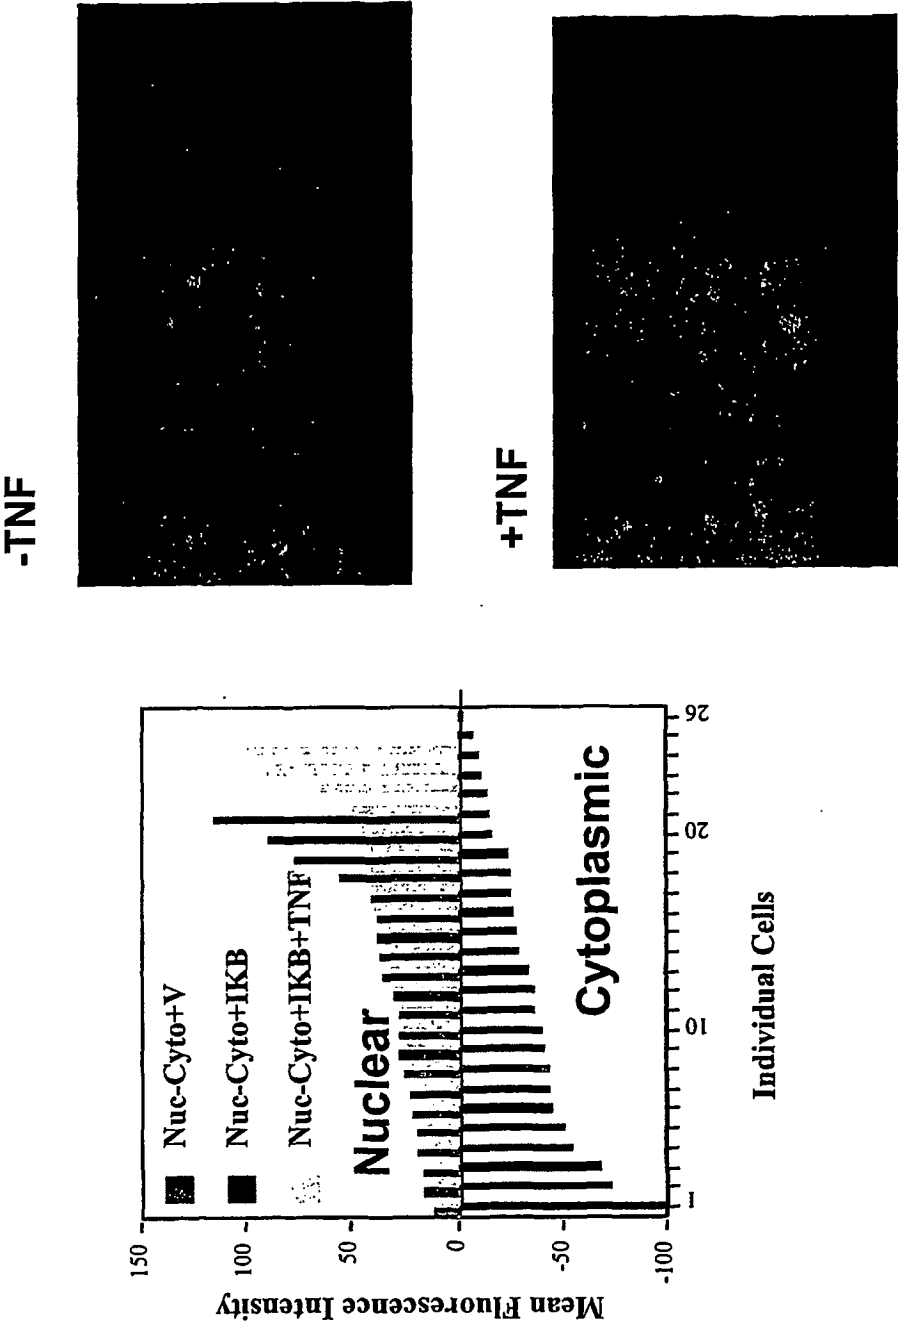 -TNF
+TNF
Nuc-Cyto+V
Nuc-Cyto+IKB
Nuc-Cyto+IKB+TNF
Nuclear
Cytoplasmic
150
100
50
0
-50
-100
Mean Fluorescence Intensity
1
10
20
26
Individual Cells